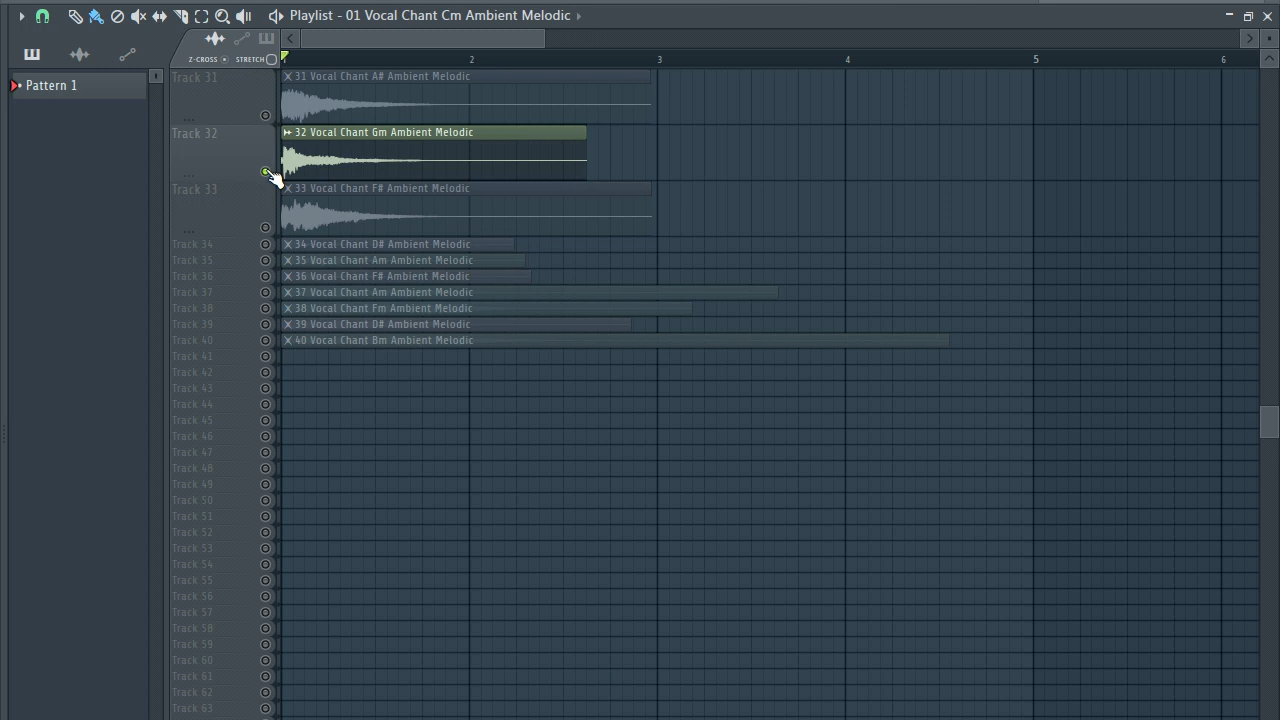 Playlist - 01 Vocal Chant Cm Ambient Melodic
Z-CROSS STRETCH
1 2 3 4 5 6
Pattern 1
Track 31 31 Vocal Chant A# Ambient Melodic
Track 32 32 Vocal Chant Gm Ambient Melodic
Track 33 33 Vocal Chant F# Ambient Melodic
Track 34 34 Vocal Chant D# Ambient Melodic
Track 35 35 Vocal Chant Am Ambient Melodic
Track 36 36 Vocal Chant F# Ambient Melodic
Track 37 37 Vocal Chant Am Ambient Melodic
Track 38 38 Vocal Chant Fm Ambient Melodic
Track 39 39 Vocal Chant D# Ambient Melodic
Track 40 40 Vocal Chant Bm Ambient Melodic
Track 41
Track 42
Track 43
Track 44
Track 45
Track 46
Track 47
Track 48
Track 49
Track 50
Track 51
Track 52
Track 53
Track 54
Track 55
Track 56
Track 57
Track 58
Track 59
Track 60
Track 61
Track 62
Track 63